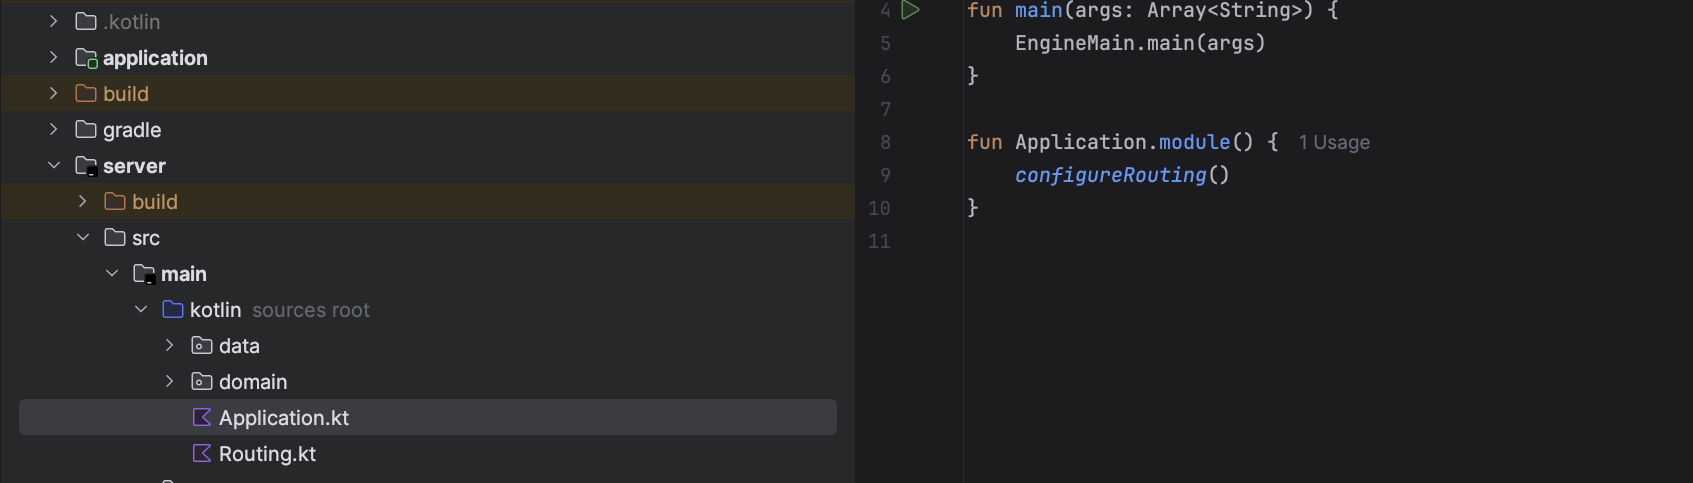 .kotlin
application
build
gradle
server
build
src
main
kotlin sources root
data
domain
Application.kt
Routing.kt
4 fun main(args: Array<String>) {
5     EngineMain.main(args)
6 }
7
8 fun Application.module() { 1 Usage
9     configureRouting()
10 }
11